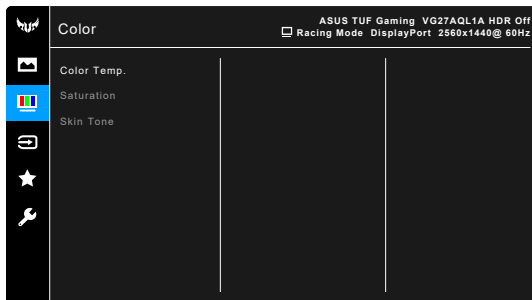 Color
ASUS TUF Gaming VG27AQL1A HDR Off
Racing Mode DisplayPort 2560x1440@ 60Hz
Color Temp.
Saturation
Skin Tone